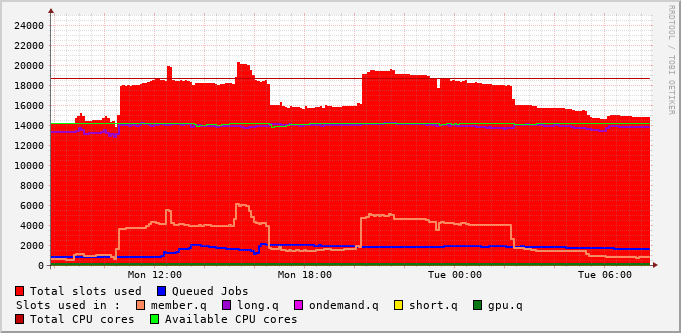 24000
22000
20000
18000
16000
14000
12000
10000
8000
6000
4000
2000
0
Mon 12:00 Mon 18:00 Tue 00:00 Tue 06:00
RRDTOOL / TOBI OETIKER
Total slots used Queued Jobs
Slots used in : member.q long.q ondemand.q short.q gpu.q
Total CPU cores Available CPU cores